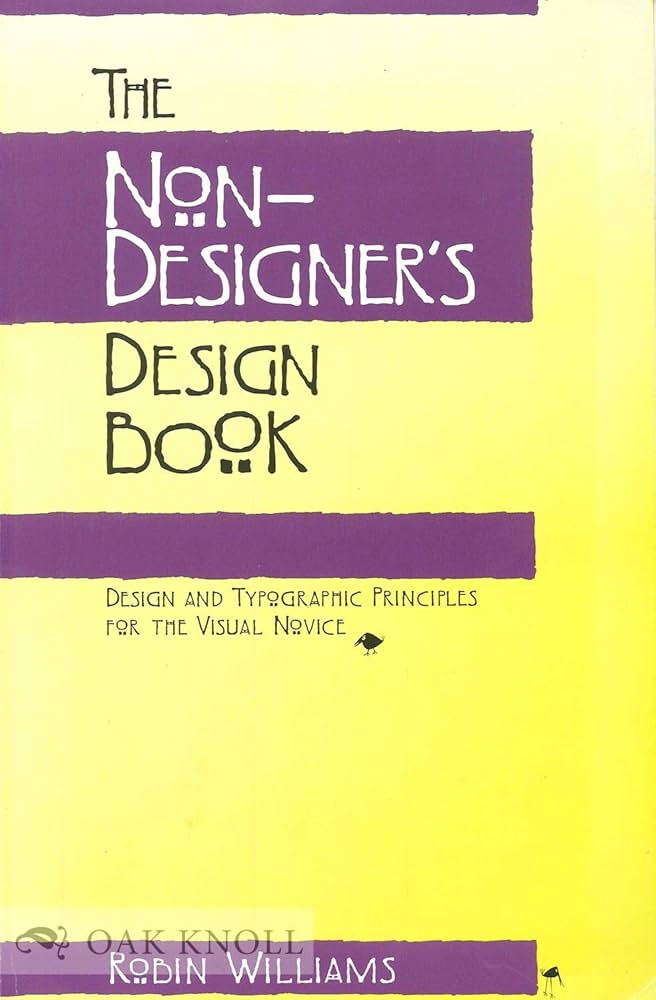 THE
NON-
DESIGNER'S
DESIGN
BOOK
DESIGN AND TYPOGRAPHIC PRINCIPLES
FOR THE VISUAL NOVICE
OAK KNOLL
ROBIN WILLIAMS